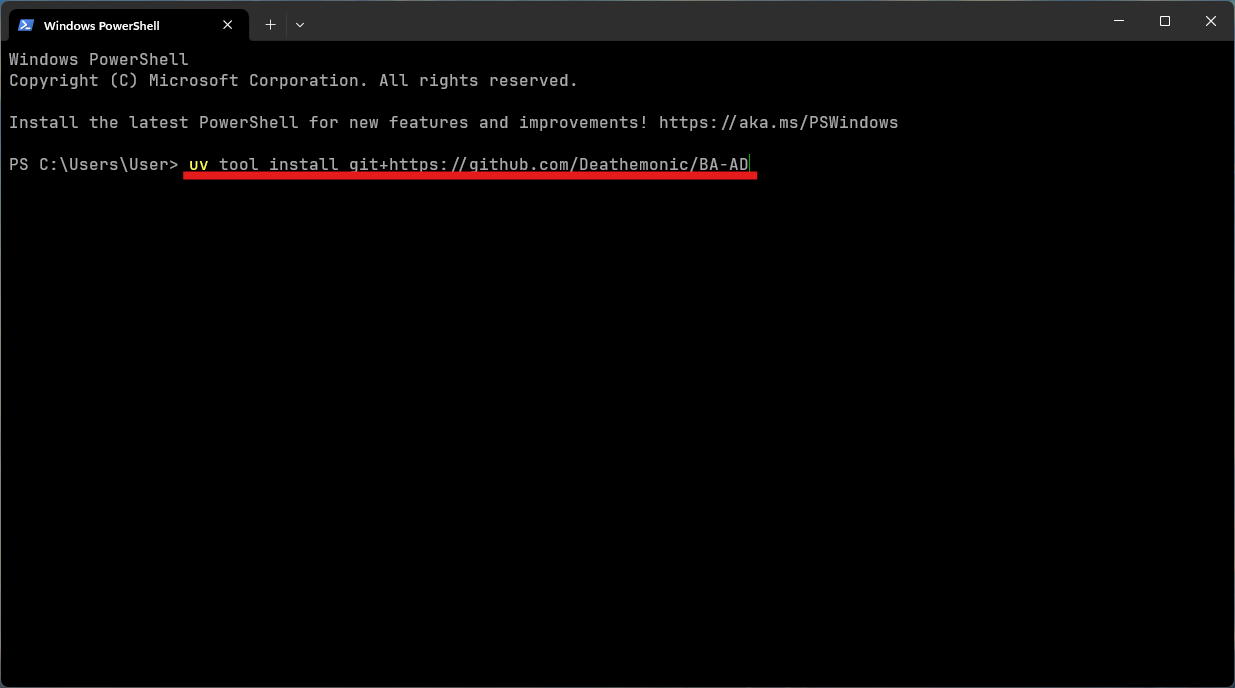 Windows PowerShell
Windows PowerShell
Copyright (C) Microsoft Corporation. All rights reserved.
Install the latest PowerShell for new features and improvements! https://aka.ms/PSWindows
PS C:\Users\User> uv tool install git+https://github.com/Deathemonic/BA-AD